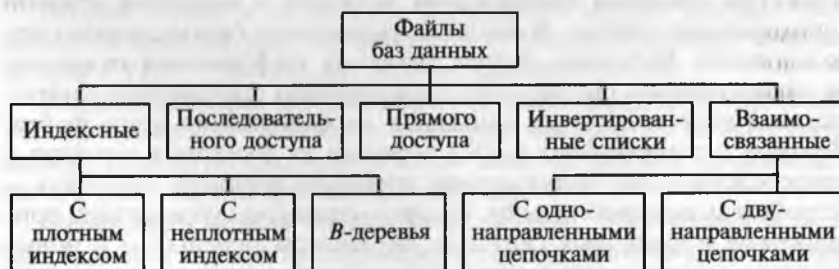 Файлы
баз данных
Индексные
Последователь-
ного доступа
Прямого
доступа
Инвертирован-
ные списки
Взаимо-
связанные
С
плотным
индексом
С
неплотным
индексом
B-деревья
С одно-
направленными
цепочками
С дву-
направленными
цепочками